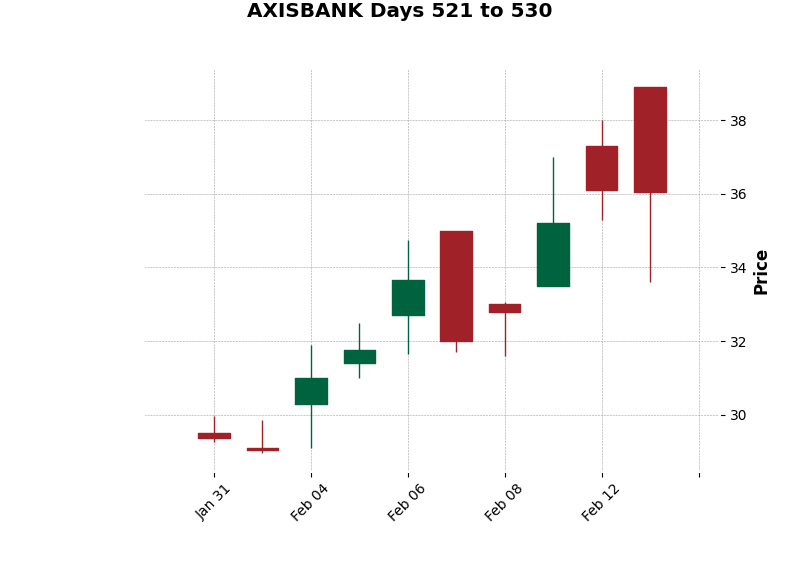 AXISBANK Days 521 to 530
38
36
34
32
30
Price
Jan 31
Feb 04
Feb 06
Feb 08
Feb 12